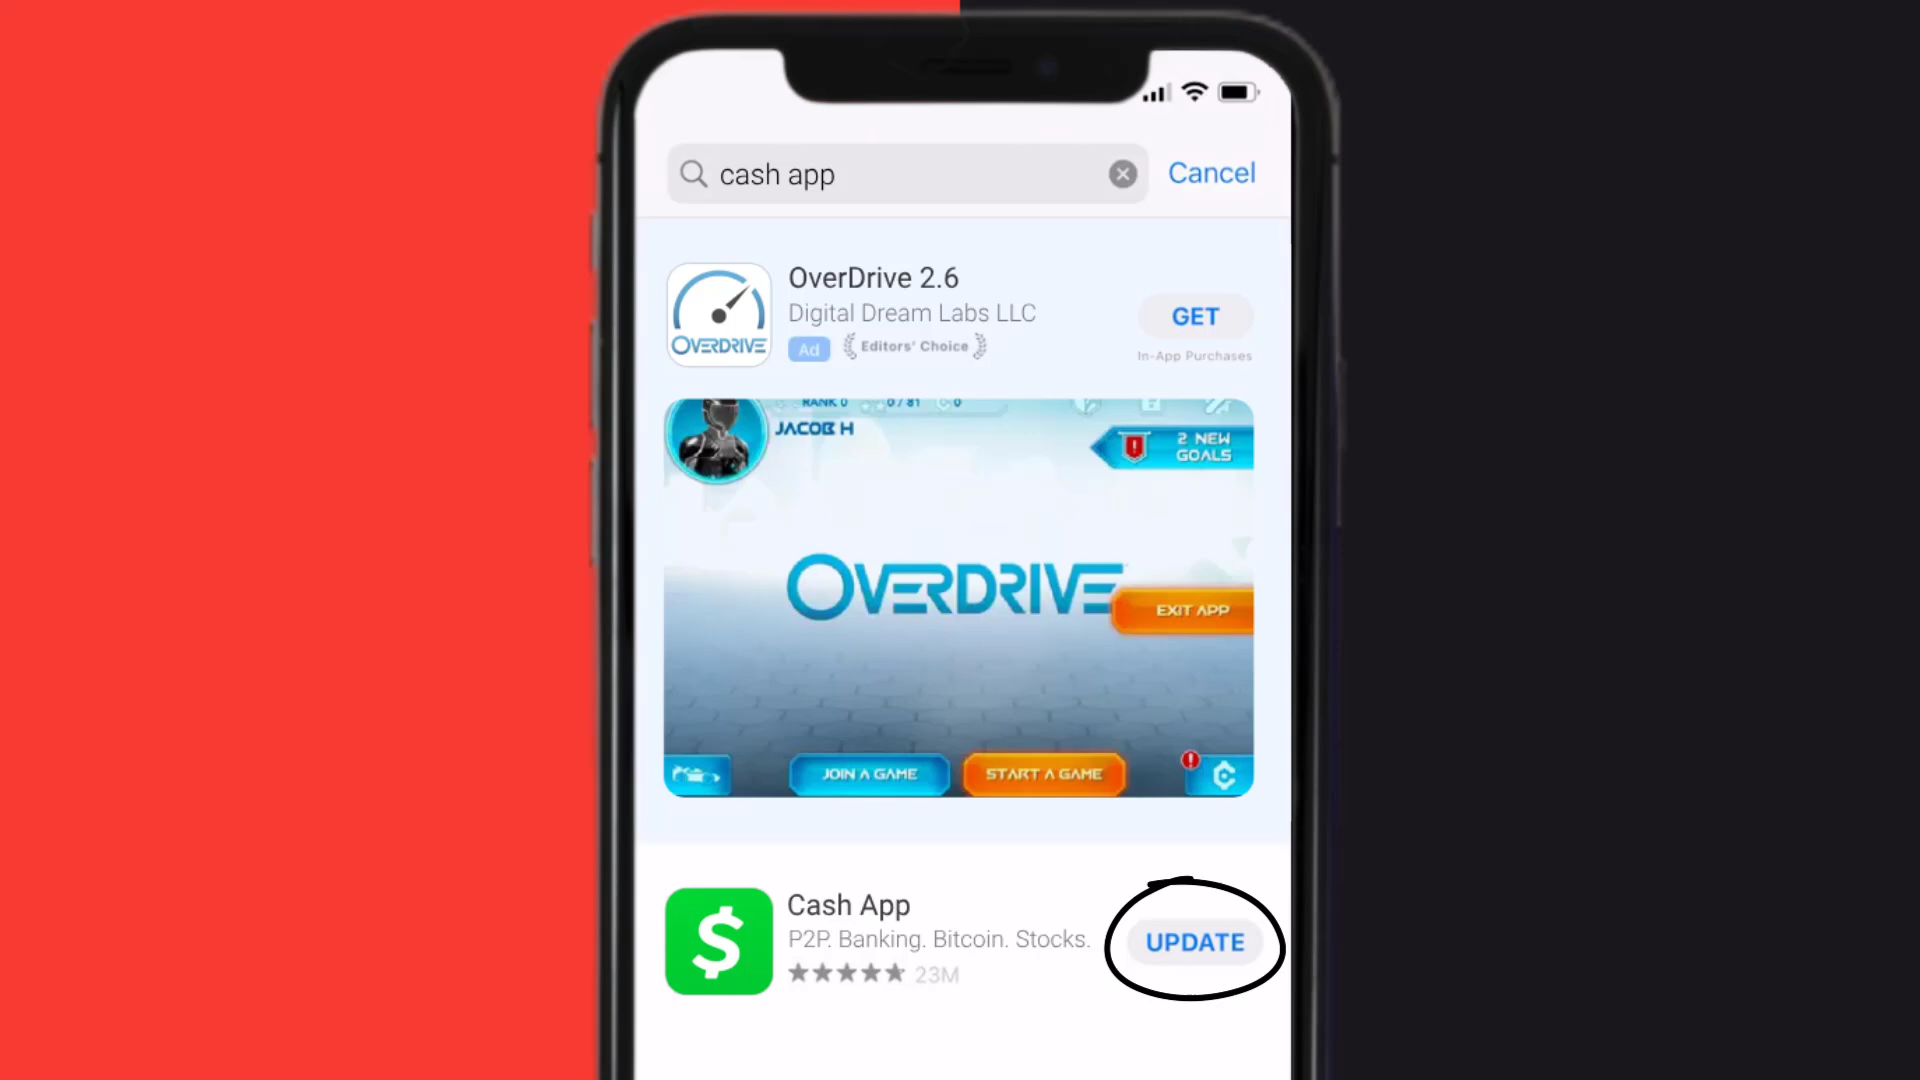 cash app
Cancel
OverDrive 2.6
Digital Dream Labs LLC
GET
Ad
Editors' Choice
In-App Purchases
OVERDRIVE
RANK 0
0 / 81
0
JACOB H
2 NEW
GOALS
OVERDRIVE
EXIT APP
JOIN A GAME
START A GAME
Cash App
P2P. Banking. Bitcoin. Stocks.
UPDATE
23M